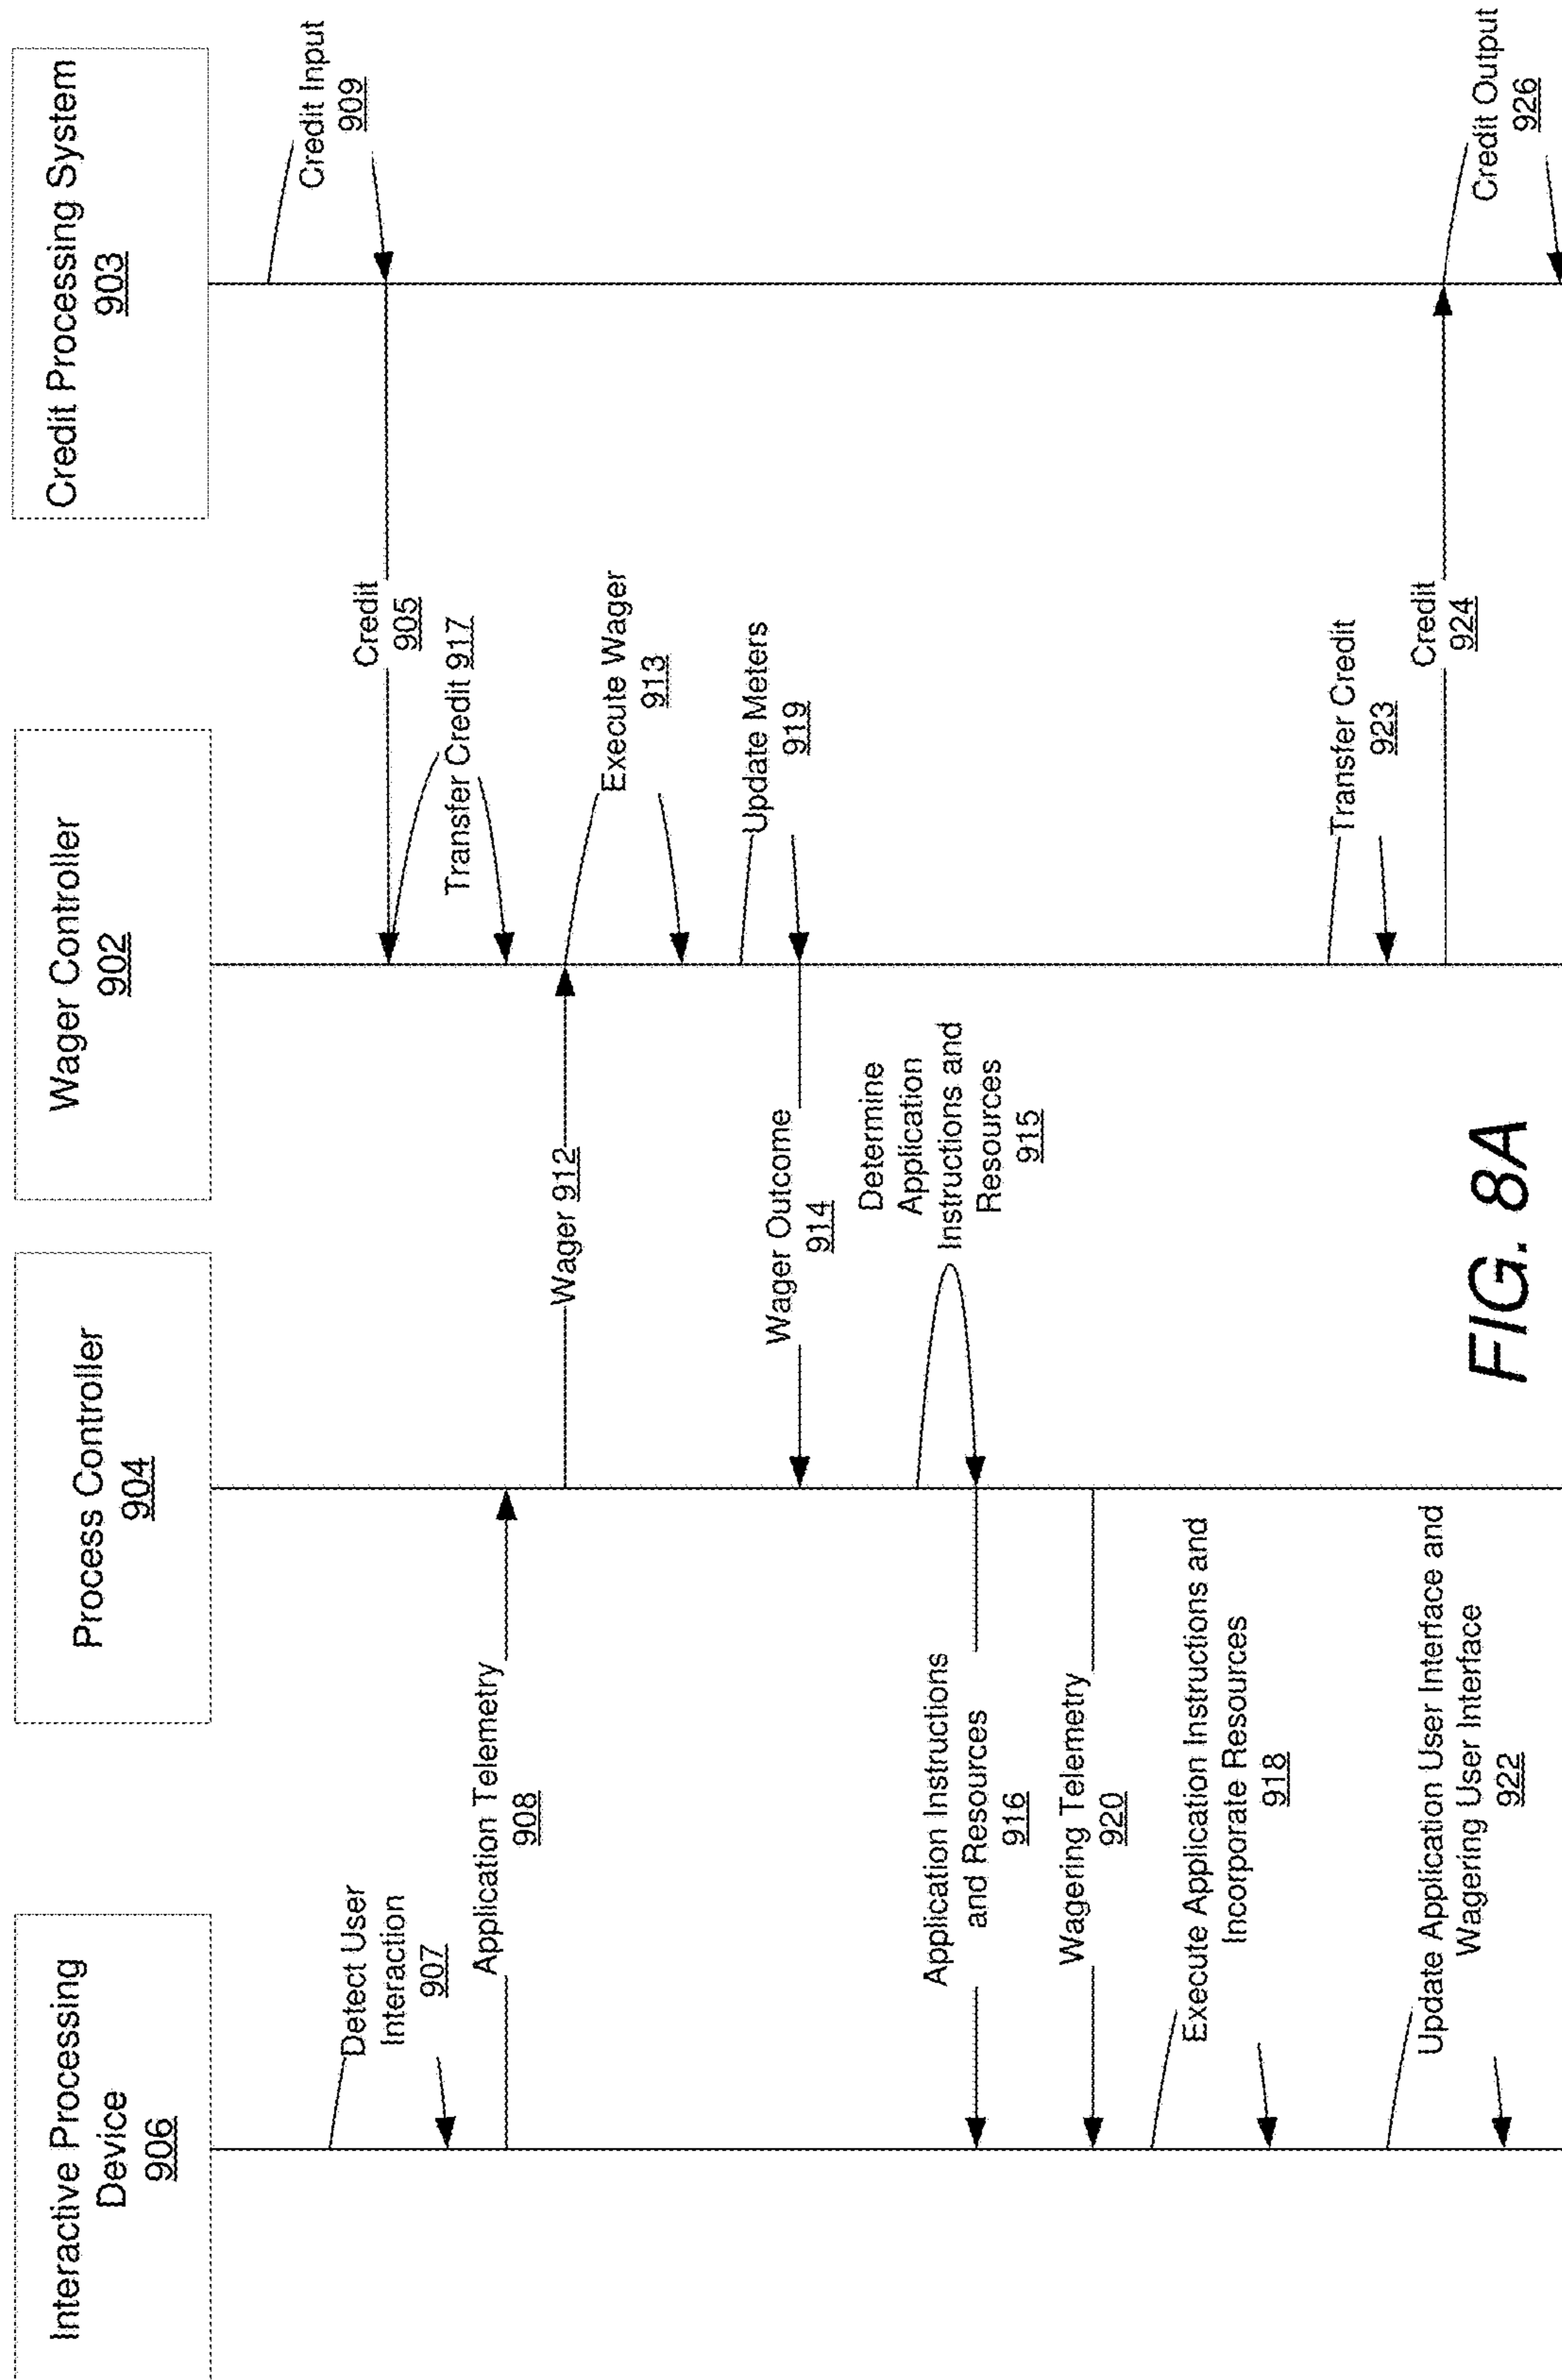 Interactive Processing
Device
906
Process Controller
904
Wager Controller
902
Credit Processing System
903
Credit Input
909
Detect User
Interaction
907
Credit
905
Transfer Credit 917
Application Telemetry
908
Wager 912
Execute Wager
913
Update Meters
919
Wager Outcome
914
Determine
Application
Instructions and
Resources
915
Application Instructions
and Resources
916
Wagering Telemetry
920
Execute Application Instructions and
Incorporate Resources
918
Transfer Credit
923
Update Application User Interface and
Wagering User Interface
922
Credit
924
Credit Output
926
FIG. 8A